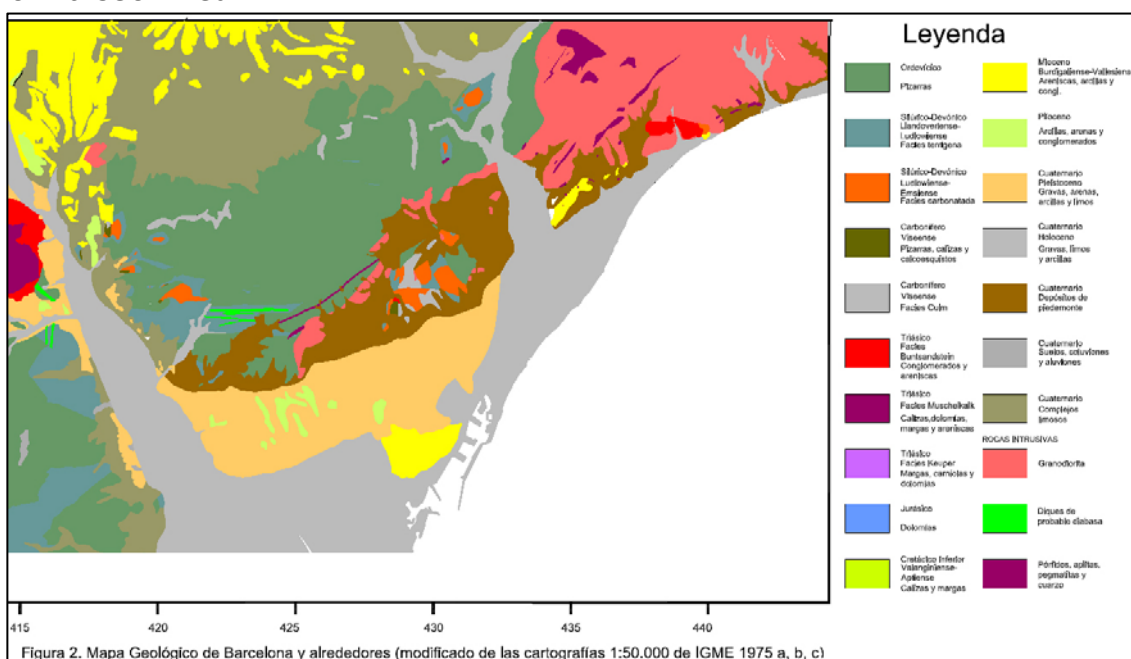 Leyenda
Ordovícico
Pizarras
Silúrico-Devónico
Llandoveriense-
Ludlowiense
Facies terrígena
Silúrico-Devónico
Ludlowiense-
Emsiense
Facies carbonatada
Carbonífero
Viseense
Pizarras, calizas y
calcoesquistos
Carbonífero
Viseense
Facies Culm
Triásico
Facies
Buntsandstein
Conglomerados y
areniscas
Triásico
Facies Muschelkalk
Calizas,dolomías,
margas y areniscas
Triásico
Facies Keuper
Margas, carniolas y
dolomías
Jurásico
Dolomías
Cretácico Inferior
Valanginiense-
Aptiense
Calizas y margas
Mioceno
Burdigaliense-Vallesiense
Areniscas, arcillas y
congl.
Plioceno
Arcillas, arenas y
conglomerados
Cuaternario
Pleistoceno
Gravas, arenas,
arcillas y limos
Cuaternario
Holoceno
Gravas, limos
y arcillas
Cuaternario
Depósitos de
piedemonte
Cuaternario
Suelos, coluviones
y aluviones
Cuaternario
Complejos
limosos
ROCAS INTRUSIVAS
Granodiorita
Diques de
probable diabasa
Pórfidos, aplitas,
pegmatitas y
cuarzo
415 420 425 430 435 440
Figura 2. Mapa Geológico de Barcelona y alrededores (modificado de las cartografías 1:50.000 de IGME 1975 a, b, c)